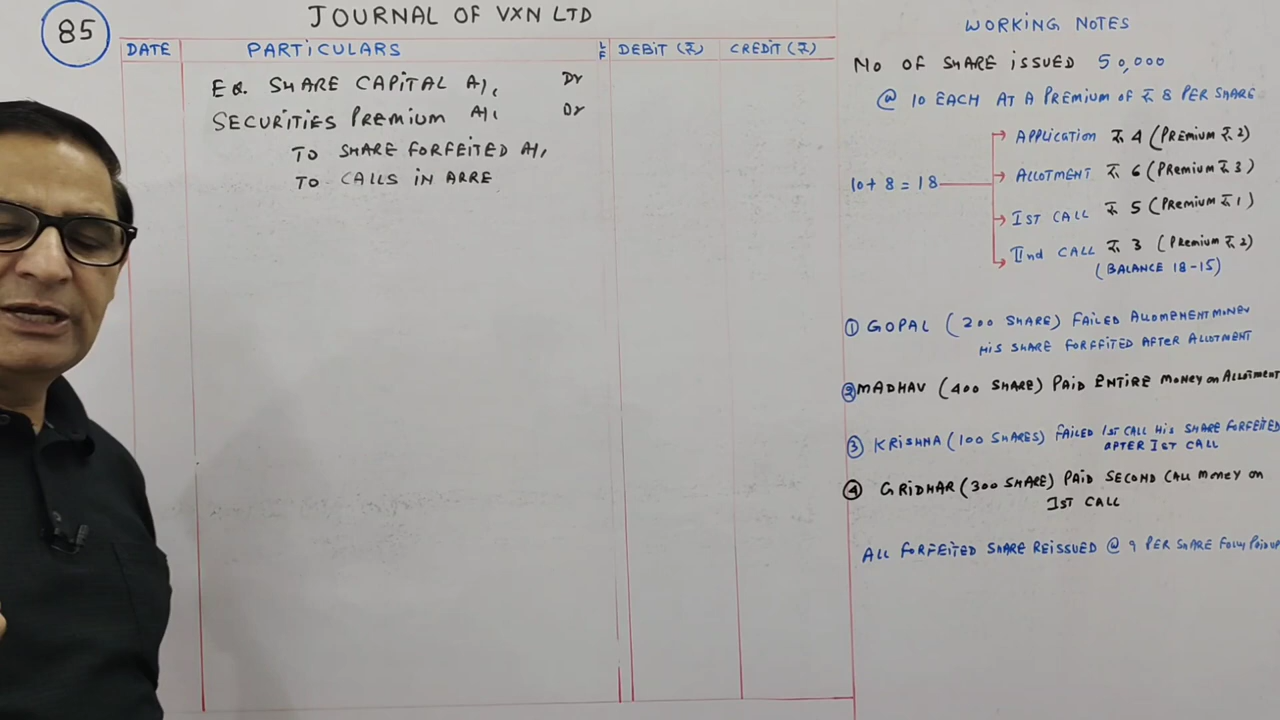 85
JOURNAL OF VXN LTD
DATE PARTICULARS LF DEBIT (₹) CREDIT (₹)
EQ. SHARE CAPITAL A/c Dr
SECURITIES PREMIUM A/c Dr
TO SHARE FORFEITED A/c
TO CALLS IN ARRE
WORKING NOTES
NO OF SHARE ISSUED 50,000
@ 10 EACH AT A PREMIUM OF ₹ 8 PER SHARE
10 + 8 = 18
APPLICATION ₹ 4 (PREMIUM ₹ 2)
ALLOTMENT ₹ 6 (PREMIUM ₹ 3)
IST CALL ₹ 5 (PREMIUM ₹ 1)
IInd CALL ₹ 3 (PREMIUM ₹ 2)
(BALANCE 18-15)
① GOPAL (200 SHARE) FAILED ALLOMENHT MONEY
HIS SHARE FORFFITED AFTER ALLOTMENT
② MADHAV (400 SHARE) PAID ENTIRE MONEY ON ALLOTMENT
③ KRISHNA (100 SHARES) FAILED IST CALL HIS SHARE FORFEITED
AFTER IST CALL
④ GRIDHAR (300 SHARE) PAID SECOND CALL MONEY ON
IST CALL
ALL FORFEITED SHARE REISSUED @ 9 PER SHARE FULLY PAIDUP